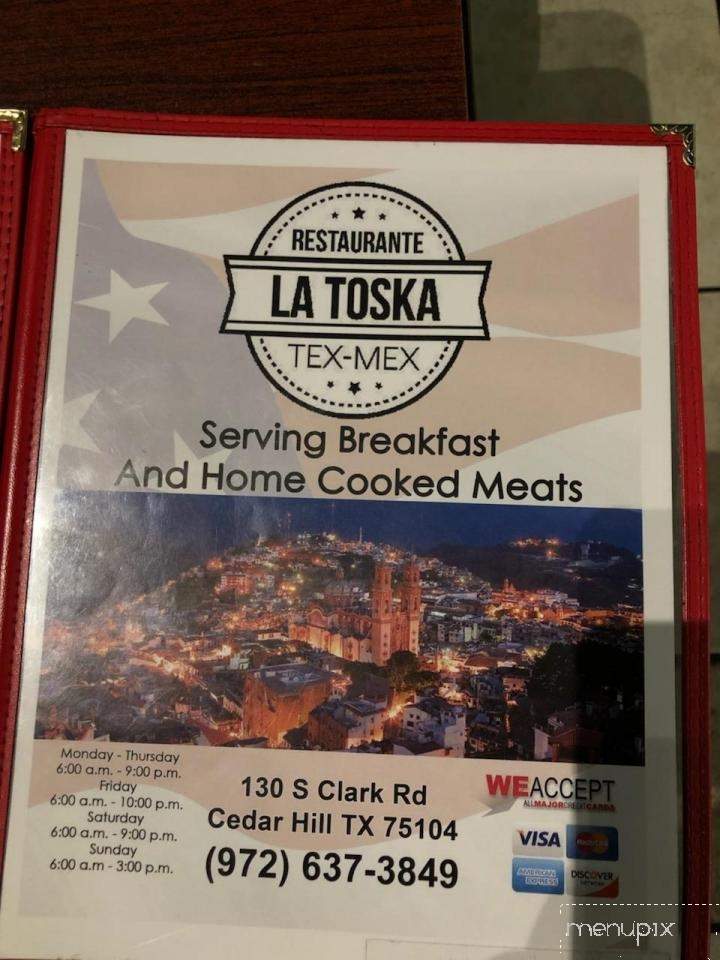 RESTAURANTE
LA TOSKA
TEX-MEX
Serving Breakfast
And Home Cooked Meats
Monday - Thursday
6:00 a.m. - 9:00 p.m.
Friday
6:00 a.m. - 10:00 p.m.
Saturday
6:00 a.m. - 9:00 p.m.
Sunday
6:00 a.m - 3:00 p.m.
130 S Clark Rd
Cedar Hill TX 75104
(972) 637-3849
WE ACCEPT
ALL MAJOR CREDIT CARDS
VISA
MasterCard
AMERICAN EXPRESS
DISCOVER
NETWORK
menupix